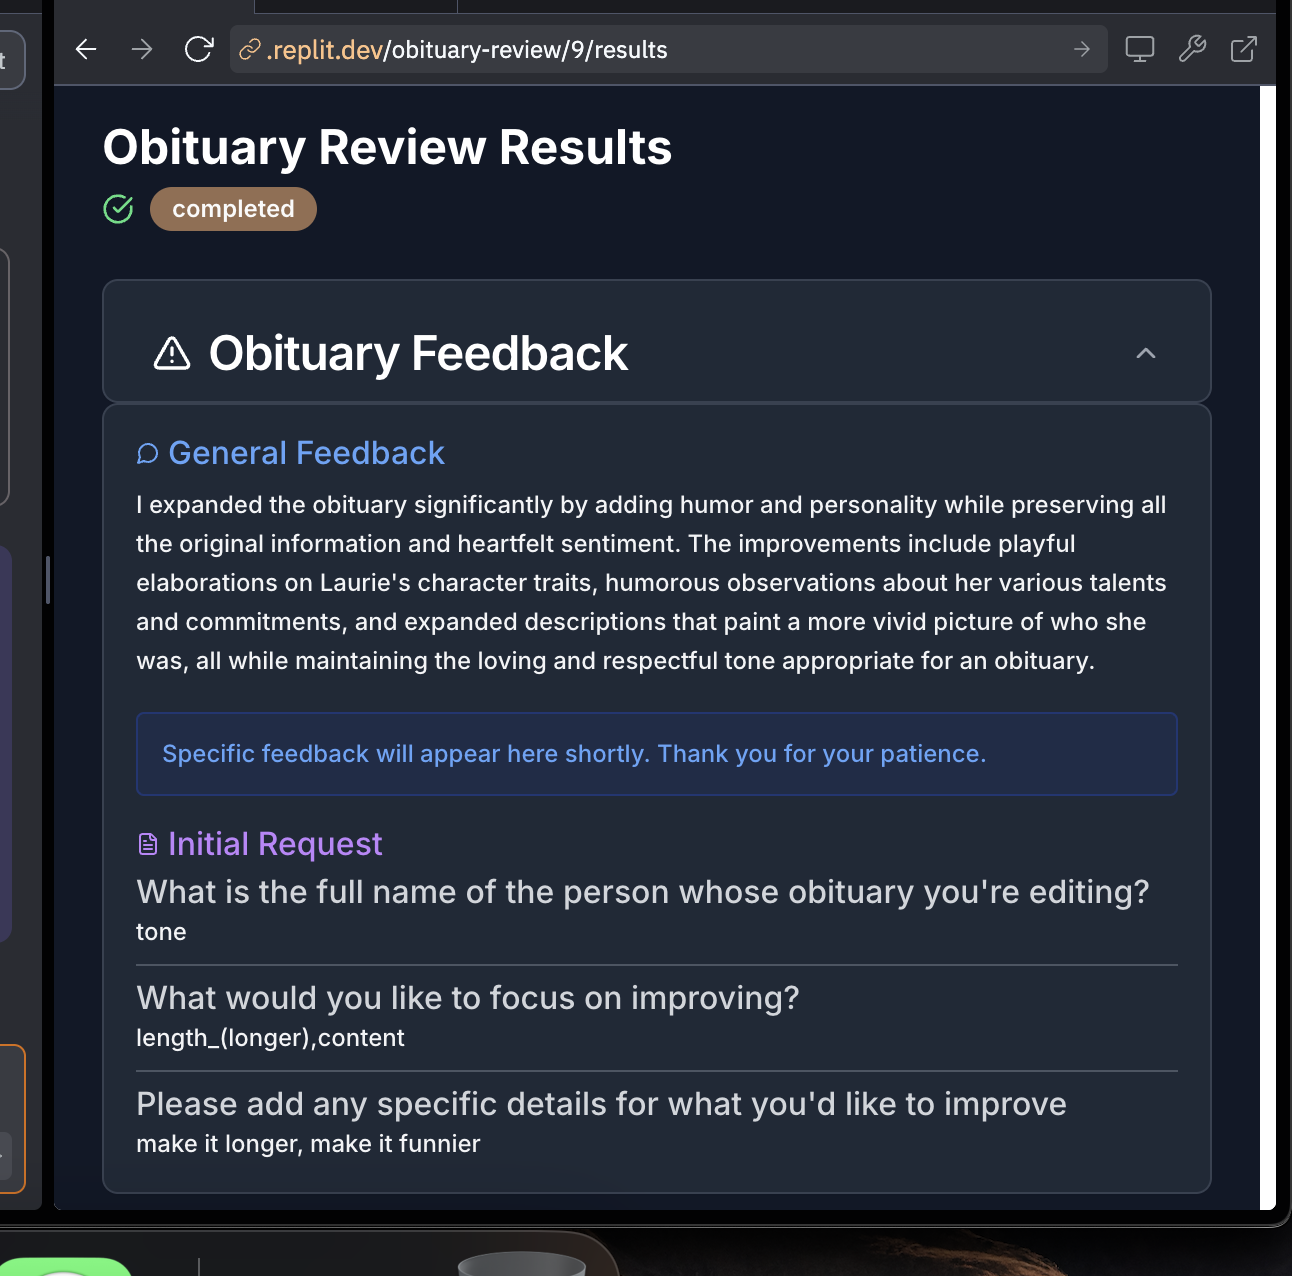 t
.replit.dev/obituary-review/9/results
Obituary Review Results
completed
Obituary Feedback
General Feedback
I expanded the obituary significantly by adding humor and personality while preserving all
the original information and heartfelt sentiment. The improvements include playful
elaborations on Laurie's character traits, humorous observations about her various talents
and commitments, and expanded descriptions that paint a more vivid picture of who she
was, all while maintaining the loving and respectful tone appropriate for an obituary.
Specific feedback will appear here shortly. Thank you for your patience.
Initial Request
What is the full name of the person whose obituary you're editing?
tone
What would you like to focus on improving?
length_(longer),content
Please add any specific details for what you'd like to improve
make it longer, make it funnier